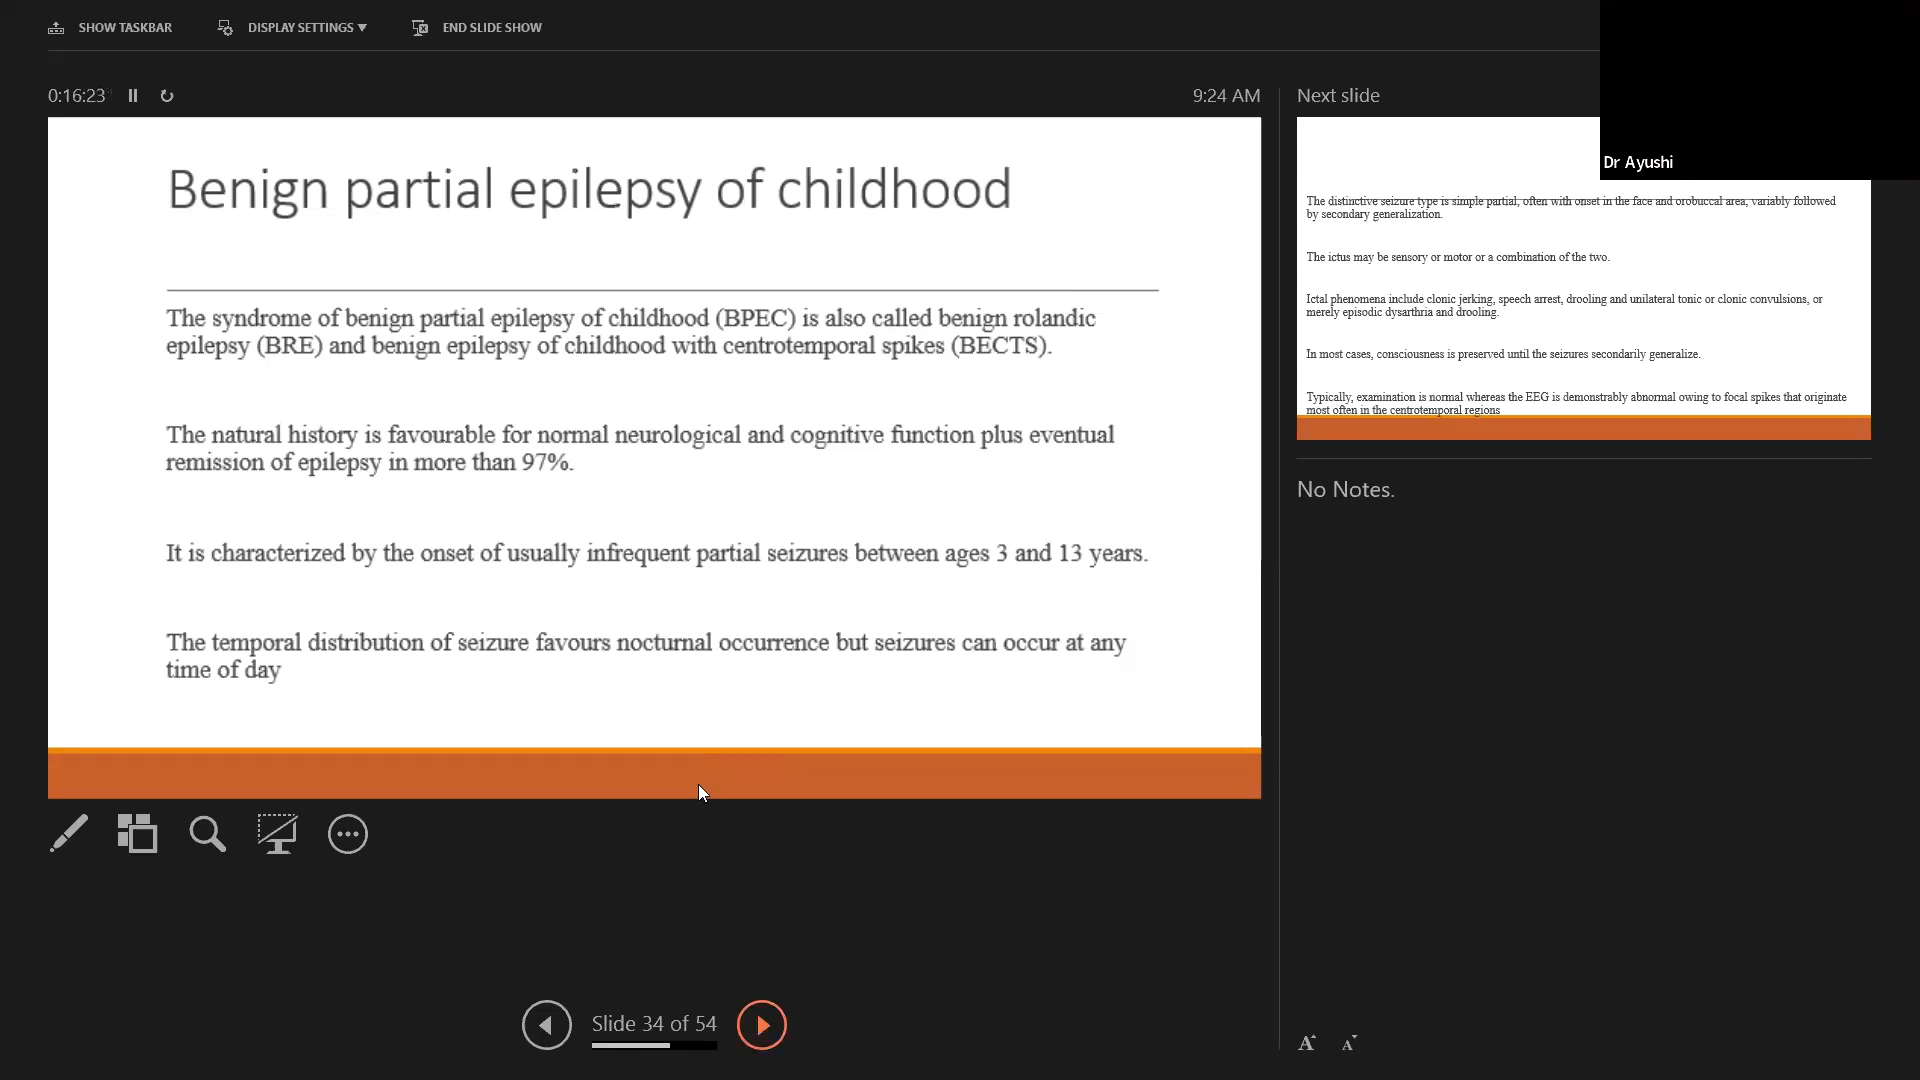 SHOW TASKBAR
DISPLAY SETTINGS
END SLIDE SHOW
0:16:23
9:24 AM
Next slide
Dr Ayushi
Benign partial epilepsy of childhood
The syndrome of benign partial epilepsy of childhood (BPEC) is also called benign rolandic
epilepsy (BRE) and benign epilepsy of childhood with centrotemporal spikes (BECTS).
The natural history is favourable for normal neurological and cognitive function plus eventual
remission of epilepsy in more than 97%.
It is characterized by the onset of usually infrequent partial seizures between ages 3 and 13 years.
The temporal distribution of seizure favours nocturnal occurrence but seizures can occur at any
time of day
The distinctive seizure type is simple partial, often with onset in the face and orobuccal area, variably followed
by secondary generalization.
The ictus may be sensory or motor or a combination of the two.
Ictal phenomena include clonic jerking, speech arrest, drooling and unilateral tonic or clonic convulsions, or
merely episodic dysarthria and drooling.
In most cases, consciousness is preserved until the seizures secondarily generalize.
Typically, examination is normal whereas the EEG is demonstrably abnormal owing to focal spikes that originate
most often in the centrotemporal regions
No Notes.
Slide 34 of 54
A A